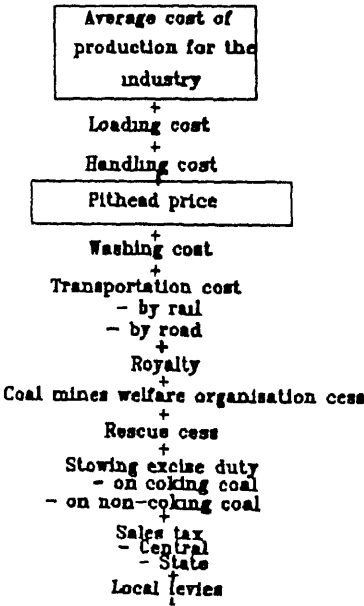 Average cost of
production for the
industry
+
Loading cost
+
Handling cost
Pithead price
+
Washing cost
+
Transportation cost
- by rail
- by road
+
Royalty
+
Coal mines welfare organisation cess
+
Rescue cess
+
Stowing excise duty
- on coking coal
- on non-coking coal
+
Sales tax
- Central
- State
+
Local levies
+